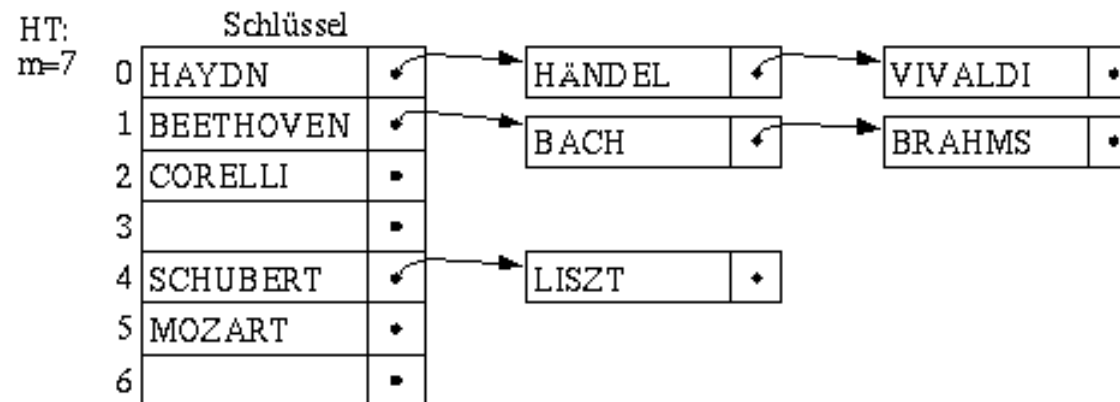 HT: Schlüssel
m=7
0 HAYDN HÄNDEL VIVALDI
1 BEETHOVEN BACH BRAHMS
2 CORELLI
3
4 SCHUBERT LISZT
5 MOZART
6